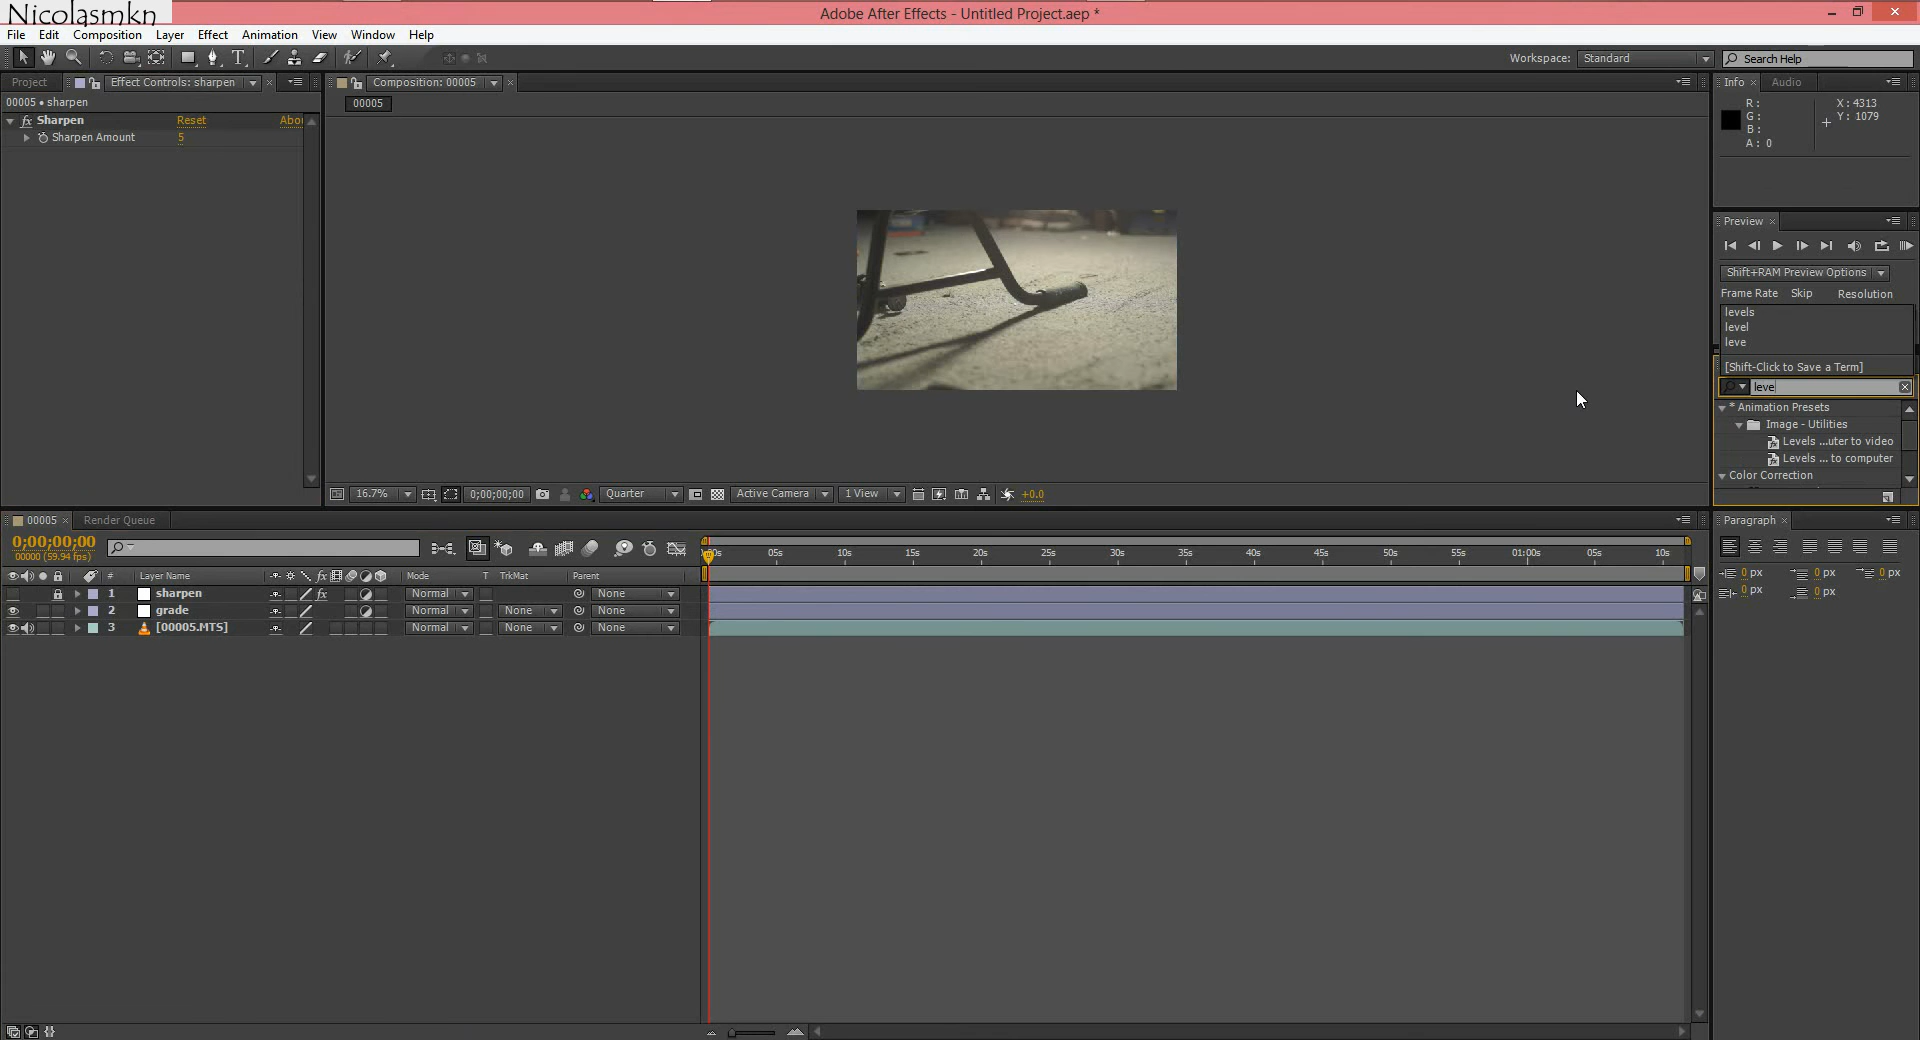 Nicolasmkn
Adobe After Effects - Untitled Project.aep *
File Edit Composition Layer Effect Animation View Window Help
Workspace: Standard Search Help
Project Effect Controls: sharpen
00005 • sharpen
fx Sharpen Reset Abou
Sharpen Amount 5
Composition: 00005
00005
Info Audio
R: X: 4313
G: Y: 1079
B:
A: 0
Preview
Shift+RAM Preview Options
Frame Rate Skip Resolution
levels
level
leve
[Shift-Click to Save a Term]
leve
* Animation Presets
Image - Utilities
Levels ...uter to video
Levels ... to computer
Color Correction
16.7% 0;00;00;00 Quarter Active Camera 1 View +0.0
00005 Render Queue
0;00;00;00
00000 (59.94 fps)
# Layer Name fx Mode T TrkMat Parent
1 sharpen fx Normal None
2 grade Normal None None
3 [00005.MTS] Normal None None
05s 10s 15s 20s 25s 30s 35s 40s 45s 50s 55s 01:00s 05s 10s
Paragraph
0 px 0 px 0 px
0 px 0 px